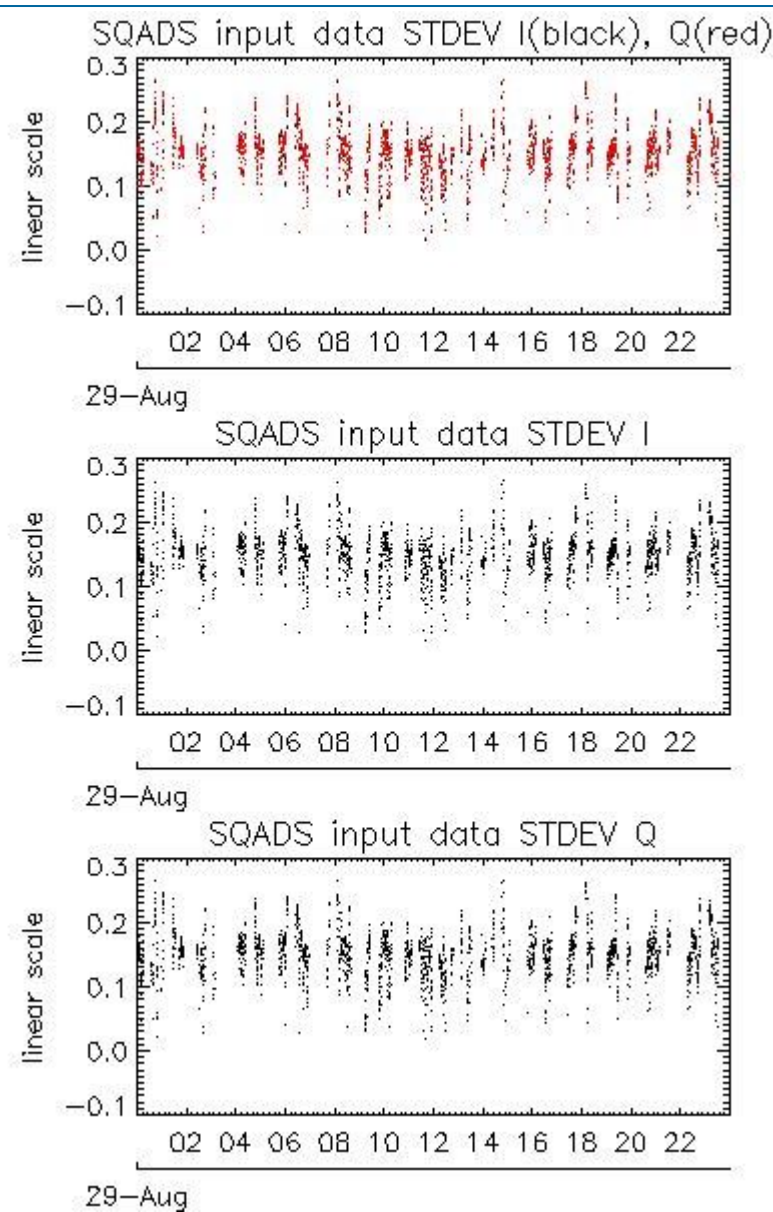 SQADS input data STDEV I(black), Q(red)
0.3
0.2
0.1
0.0
−0.1
linear scale
02 04 06 08 10 12 14 16 18 20 22
29−Aug
SQADS input data STDEV I
0.3
0.2
0.1
0.0
−0.1
linear scale
02 04 06 08 10 12 14 16 18 20 22
29−Aug
SQADS input data STDEV Q
0.3
0.2
0.1
0.0
−0.1
linear scale
02 04 06 08 10 12 14 16 18 20 22
29−Aug